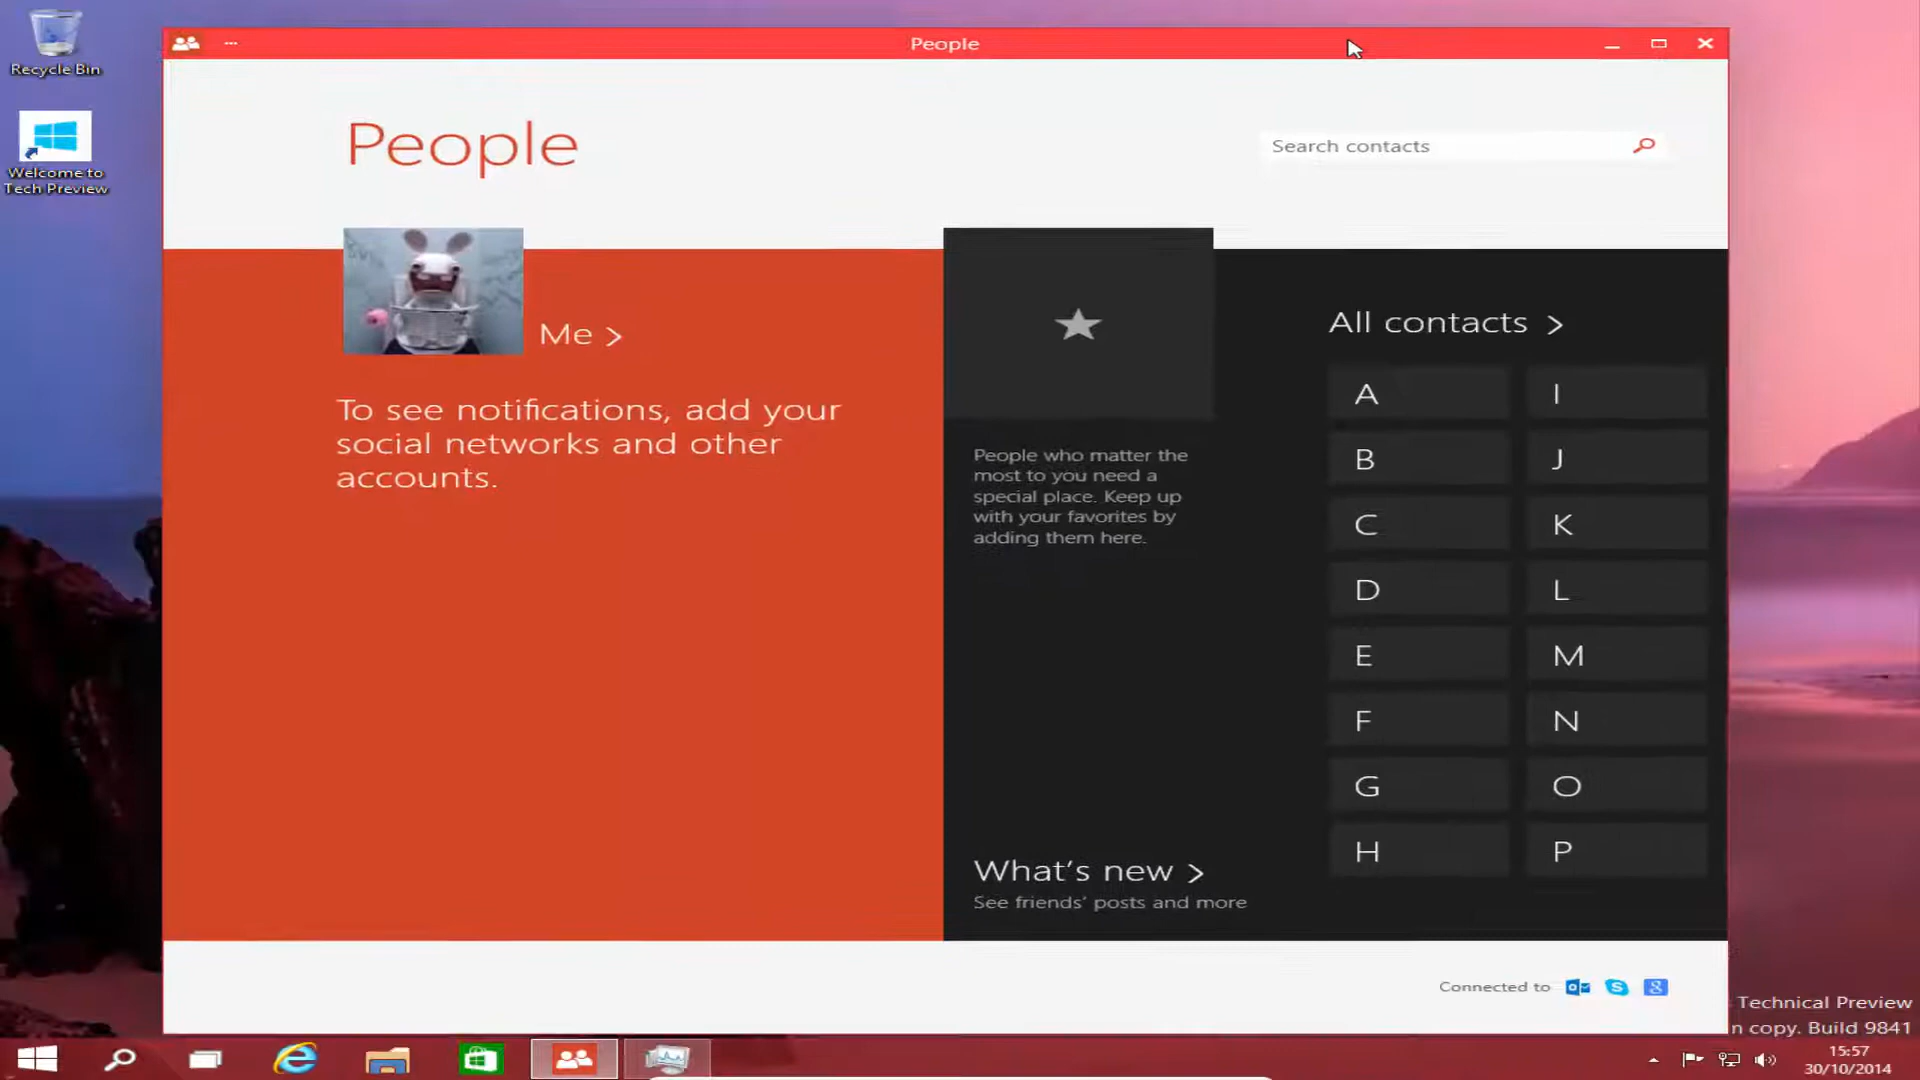 Recycle Bin
Welcome to
Tech Preview
People
People
Search contacts
Me
To see notifications, add your
social networks and other
accounts.
People who matter the
most to you need a
special place. Keep up
with your favorites by
adding them here.
What's new
See friends' posts and more
All contacts
A
B
C
D
E
F
G
H
I
J
K
L
M
N
O
P
Connected to
Technical Preview
n copy. Build 9841
15:57
30/10/2014